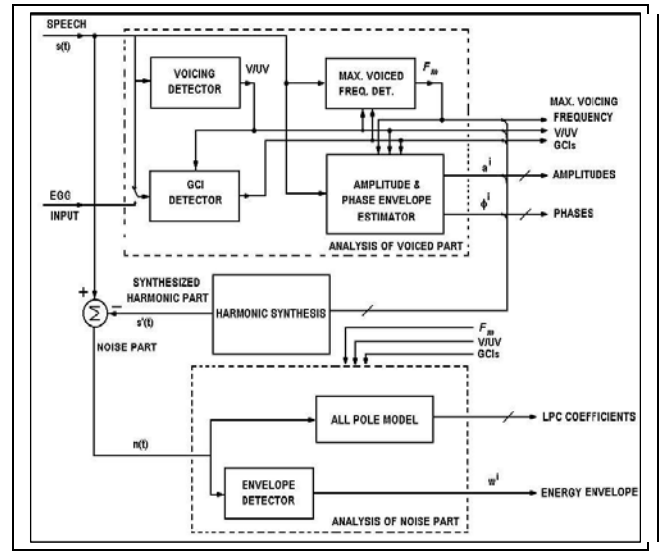 SPEECH
s(t)
VOICING
DETECTOR
V/UV
MAX. VOICED
FREQ. DET.
Fm
MAX. VOICING
FREQUENCY
V/UV
GCIs
GCI
DETECTOR
AMPLITUDE &
PHASE ENVELOPE
ESTIMATOR
a^i
AMPLITUDES
EGG
INPUT
ϕ^i
PHASES
ANALYSIS OF VOICED PART
SYNTHESIZED
HARMONIC PART
+
Σ
–
s'(t)
HARMONIC SYNTHESIS
NOISE PART
Fm
V/UV
GCIs
ALL POLE MODEL
LPC COEFFICIENTS
n(t)
ENVELOPE
DETECTOR
w^i
ENERGY ENVELOPE
ANALYSIS OF NOISE PART